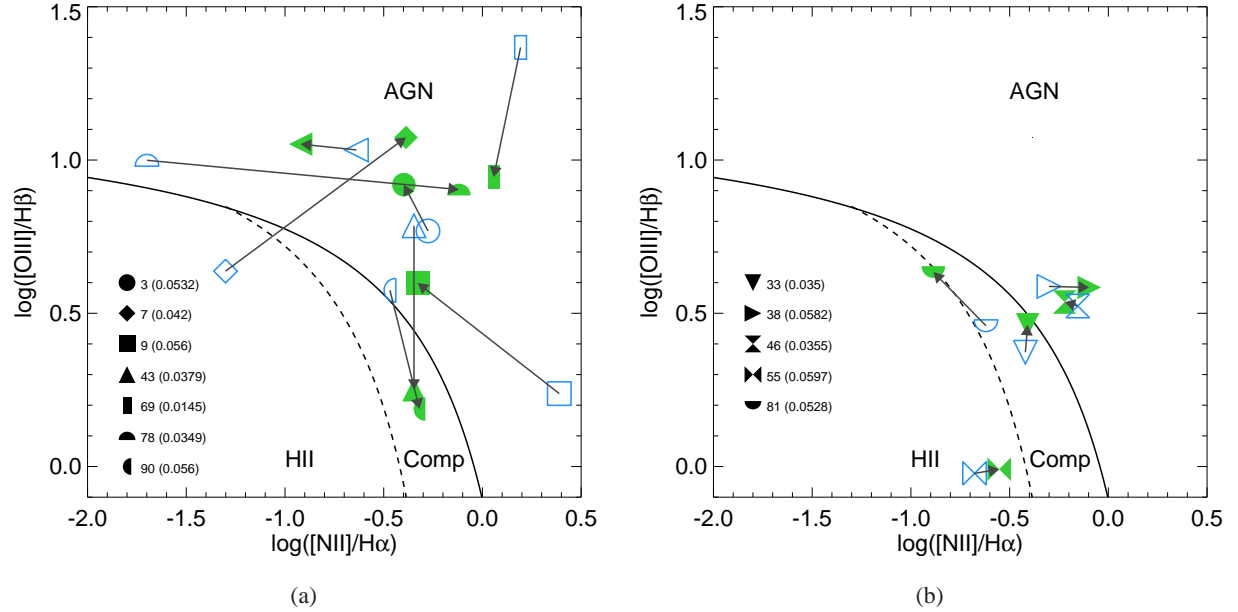 1.5
1.0
0.5
0.0
-2.0 -1.5 -1.0 -0.5 0.0 0.5
log([OIII]/Hβ)
log([NII]/Hα)
AGN
HII
Comp
3 (0.0532)
7 (0.042)
9 (0.056)
43 (0.0379)
69 (0.0145)
78 (0.0349)
90 (0.056)
(a)
1.5
1.0
0.5
0.0
-2.0 -1.5 -1.0 -0.5 0.0 0.5
log([OIII]/Hβ)
log([NII]/Hα)
AGN
HII
Comp
33 (0.035)
38 (0.0582)
46 (0.0355)
55 (0.0597)
81 (0.0528)
(b)